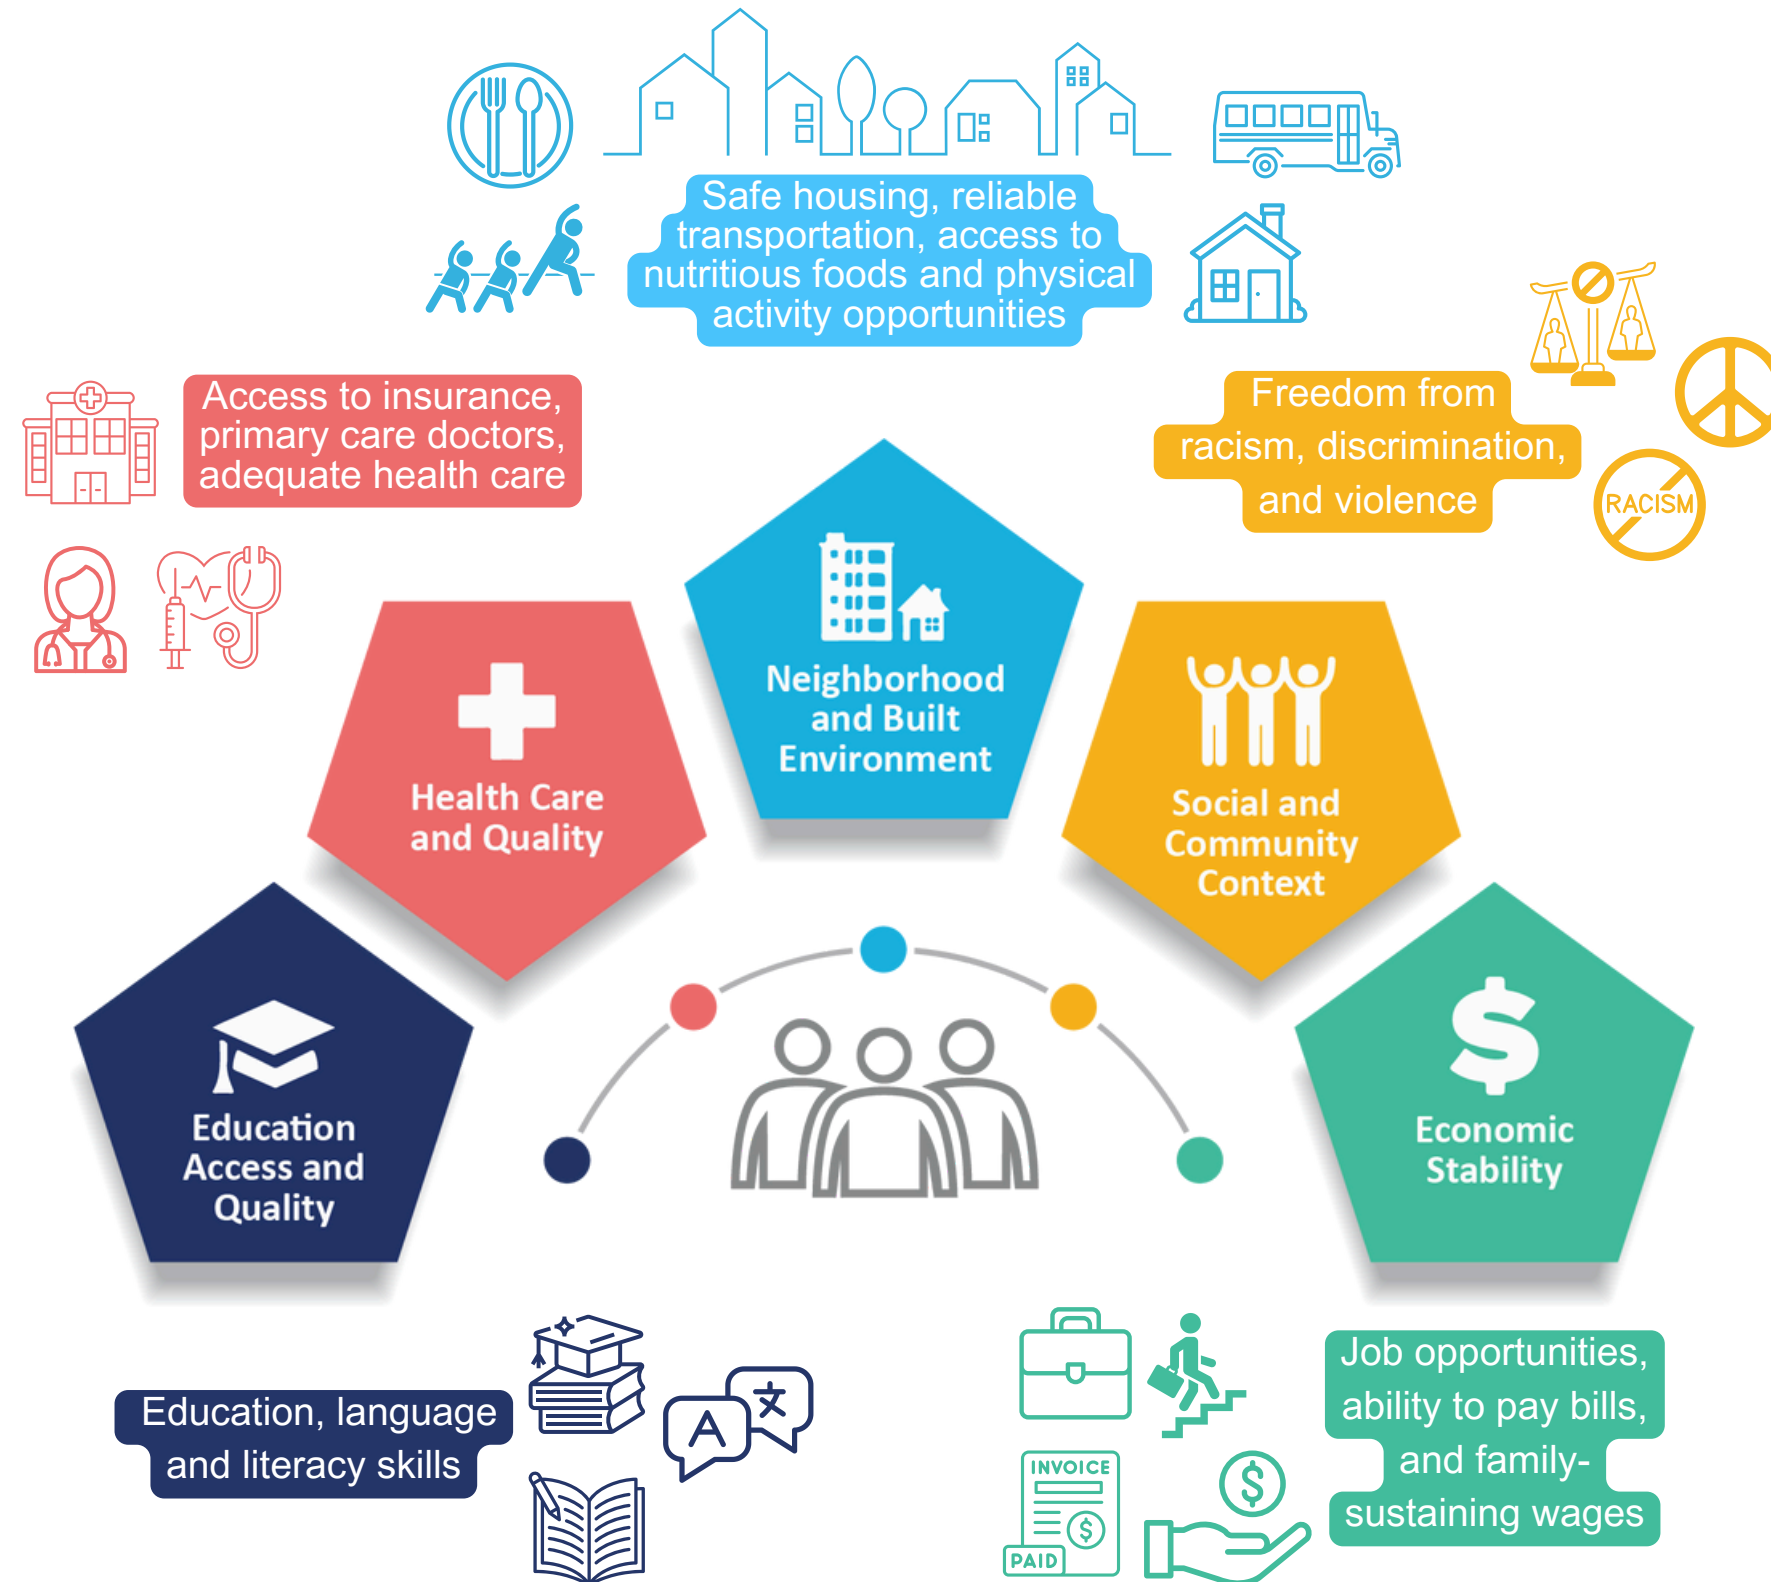 Safe housing, reliable
transportation, access to
nutritious foods and physical
activity opportunities
Access to insurance,
primary care doctors,
adequate health care
Freedom from
racism, discrimination,
and violence
RACISM
Neighborhood
and Built
Environment
Health Care
and Quality
Social and
Community
Context
Education
Access and
Quality
$
Economic
Stability
Education, language
and literacy skills
A
文
Job opportunities,
ability to pay bills,
and family-
sustaining wages
INVOICE
$
PAID
$